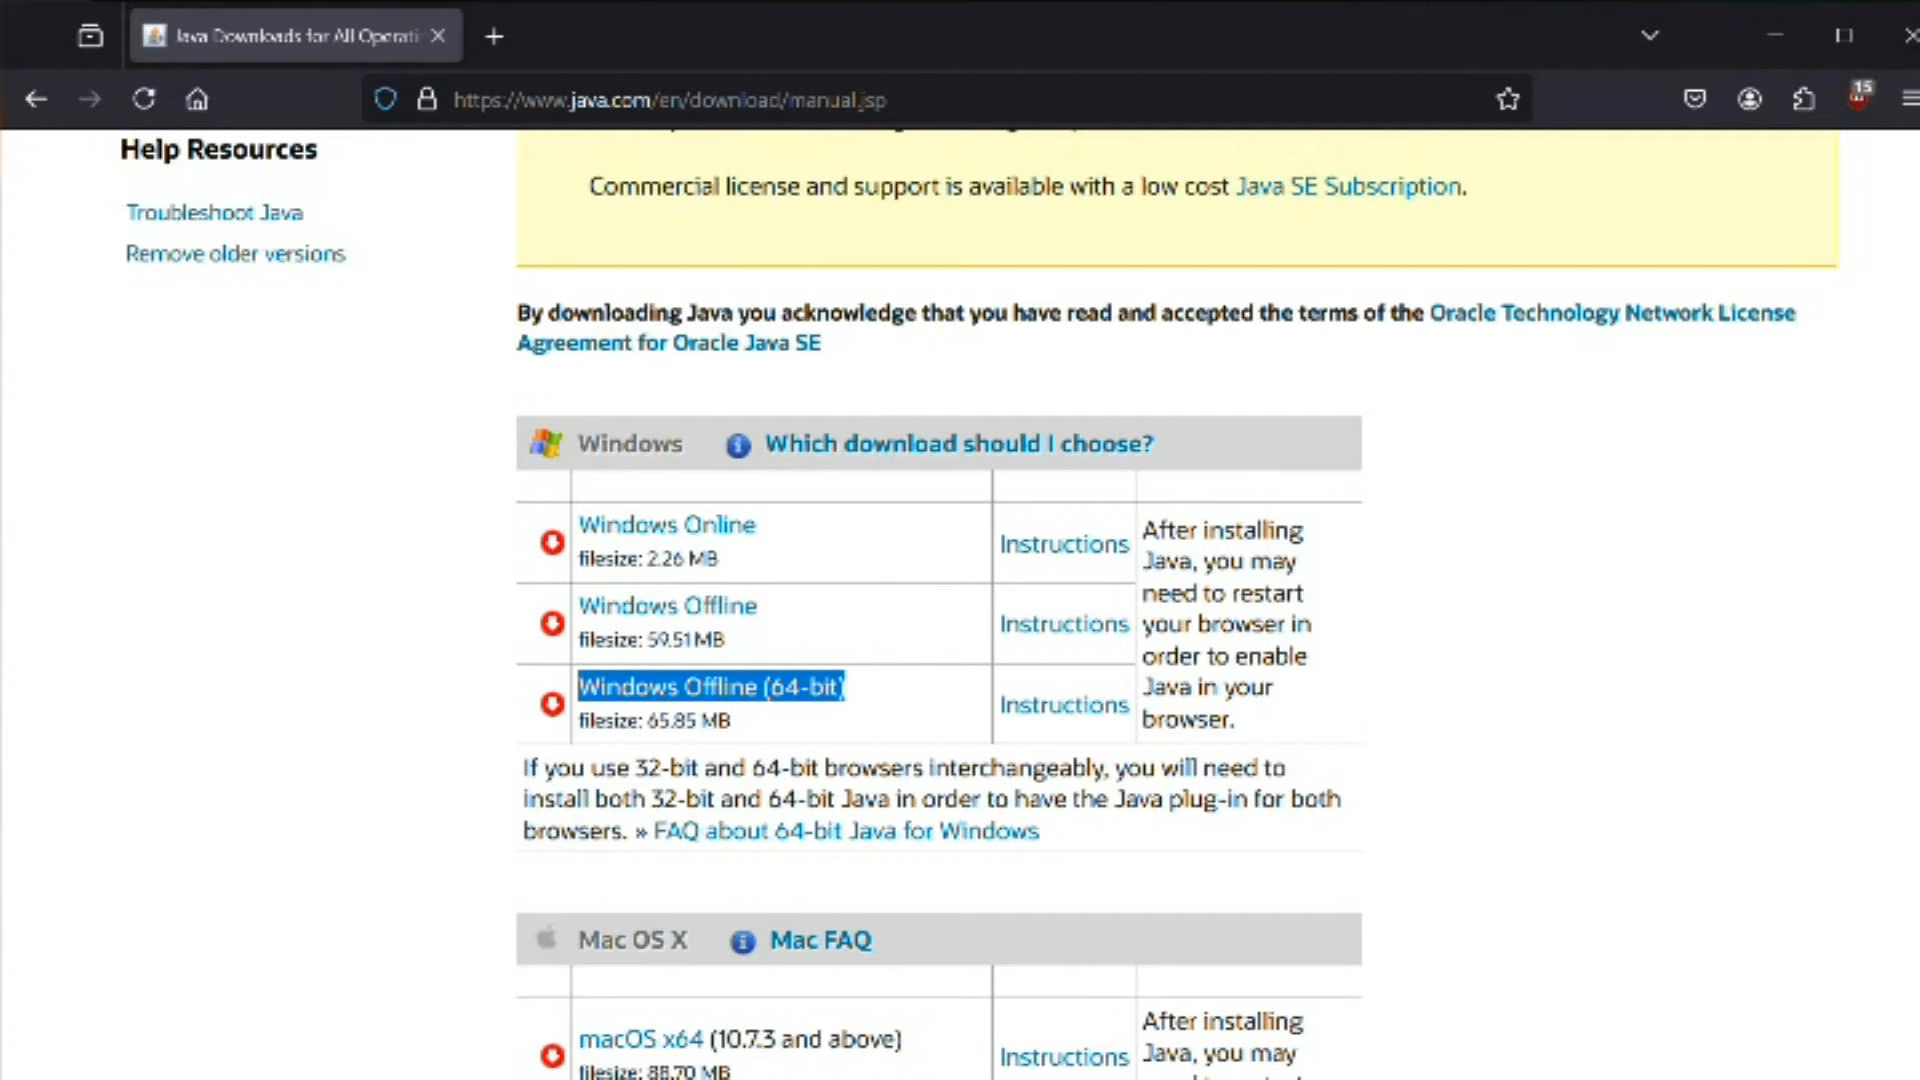 Java Downloads for All Operati
15
https://www.java.com/en/download/manual.jsp
Help Resources
Troubleshoot Java
Remove older versions
Commercial license and support is available with a low cost Java SE Subscription.
By downloading Java you acknowledge that you have read and accepted the terms of the Oracle Technology Network License
Agreement for Oracle Java SE
Windows Which download should I choose?
Windows Online
filesize: 2.26 MB
Instructions
Windows Offline
filesize: 59.51 MB
Instructions
Windows Offline (64-bit)
filesize: 65.85 MB
Instructions
After installing
Java, you may
need to restart
your browser in
order to enable
Java in your
browser.
If you use 32-bit and 64-bit browsers interchangeably, you will need to
install both 32-bit and 64-bit Java in order to have the Java plug-in for both
browsers. » FAQ about 64-bit Java for Windows
Mac OS X Mac FAQ
macOS x64 (10.7.3 and above)
filesize: 88.70 MB
Instructions
After installing
Java, you may